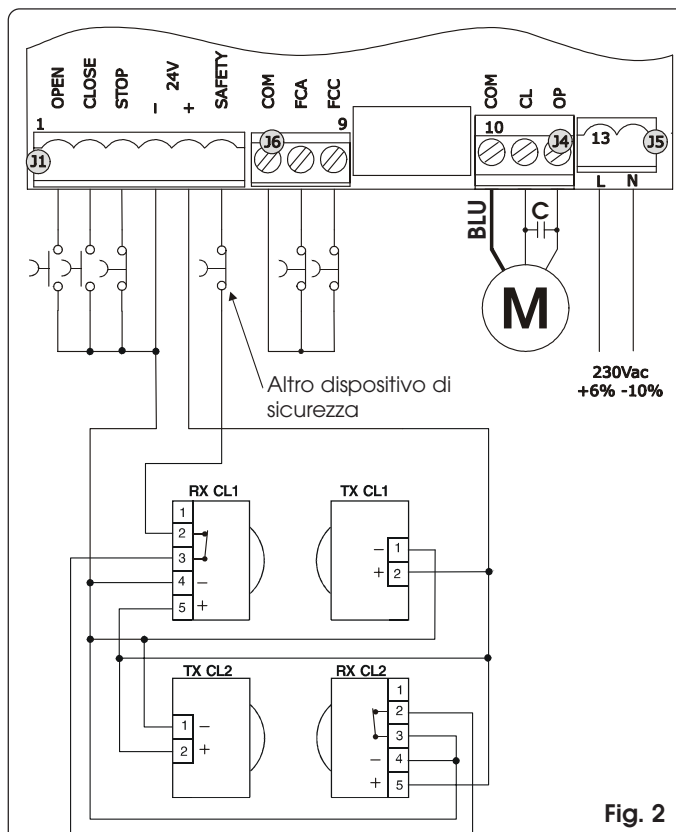 OPEN
CLOSE
STOP
–
24V
+
SAFETY
COM
FCA
FCC
COM
CL
OP
1
9
10
13
J1
J6
J4
J5
L N
BLU
C
M
230Vac
+6% -10%
Altro dispositivo di
sicurezza
RX CL1
1
2
3
4 –
5 +
TX CL1
– 1
+ 2
TX CL2
1 –
2 +
RX CL2
1
2
3
– 4
+ 5
Fig. 2